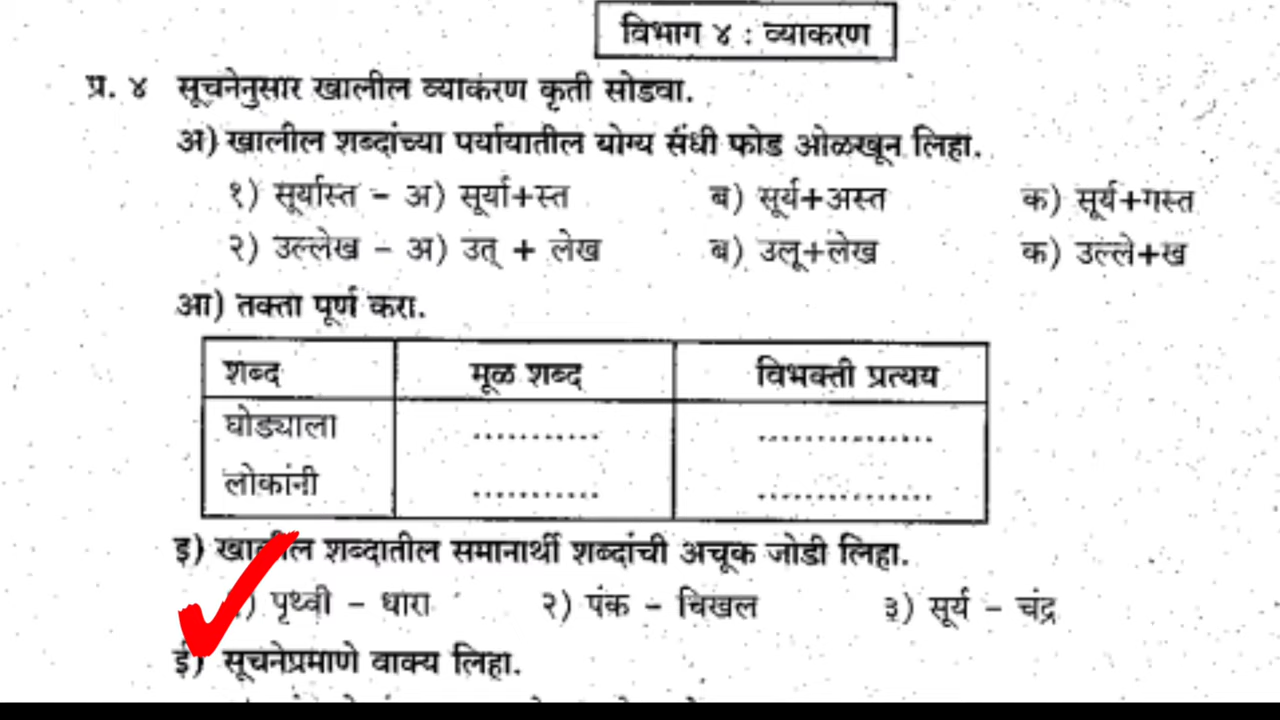 विभाग ४ : व्याकरण
प्र. ४ सूचनेनुसार खालील व्याकरण कृती सोडवा.
अ) खालील शब्दांच्या पर्यायातील योग्य संधी फोड ओळखून लिहा.
१) सूर्यास्त – अ) सूर्या+स्त ब) सूर्य+अस्त क) सूर्य+गस्त
२) उल्लेख – अ) उत् + लेख ब) उलू+लेख क) उल्ले+ख
आ) तक्ता पूर्ण करा.
शब्द मूळ शब्द विभक्ती प्रत्यय
घोड्याला ............ ................
लोकांनी ............ ................
इ) खालील शब्दातील समानार्थी शब्दांची अचूक जोडी लिहा.
) पृथ्वी – धारा २) पंक – चिखल ३) सूर्य – चंद्र
ई) सूचनेप्रमाणे वाक्य लिहा.